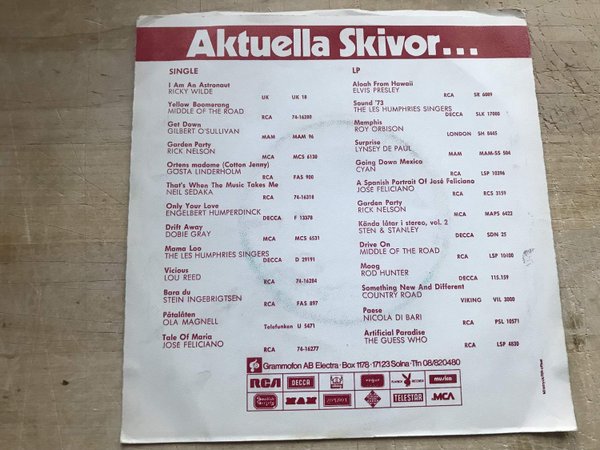 Aktuella Skivor...
SINGLE
I Am An Astronaut
RICKY WILDE UK UK 18
Yellow Boomerang
MIDDLE OF THE ROAD RCA 74-16280
Get Down
GILBERT O'SULLIVAN MAM MAM 96
Garden Party
RICK NELSON MCA MCS 6130
Ortens madame (Cotton Jenny)
GÖSTA LINDERHOLM RCA FAS 900
That's When The Music Takes Me
NEIL SEDAKA RCA 74-16318
Only Your Love
ENGELBERT HUMPERDINCK DECCA F 13378
Drift Away
DOBIE GRAY MCA MCS 6531
Mama Loo
THE LES HUMPHRIES SINGERS DECCA D 29191
Vicious
LOU REED RCA 74-16284
Bara du
STEIN INGEBRIGTSEN RCA FAS 897
Påtalåten
OLA MAGNELL Telefunken U 5471
Tale Of Maria
JOSE FELICIANO RCA 74-16277
LP
Aloah From Hawaii
ELVIS PRESLEY RCA SR 6089
Sound '73
THE LES HUMPHRIES SINGERS DECCA SLK 17000
Memphis
ROY ORBISON LONDON SH 8445
Surprise
LYNSEY DE PAUL MAM MAM-SS 504
Going Down Mexico
CYAN RCA LSP 10396
A Spanish Portrait Of José Feliciano
JOSE FELICIANO RCA RCS 3159
Garden Party
RICK NELSON MCA MAPS 6422
Kända låtar i stereo, vol. 2
STEN & STANLEY DECCA SDN 25
Drive On
MIDDLE OF THE ROAD RCA LSP 10400
Moog
ROD HUNTER DECCA 115.159
Something New And Different
COUNTRY ROAD VIKING VIL 3000
Paese
NICOLA DI BARI RCA PSL 10571
Artificial Paradise
THE GUESS WHO RCA LSP 4830
Grammofon AB Electra · Box 1178 · 171 23 Solna · Tfn 08/820480
RCA DECCA vogue PLAYBOY RECORDS musica
MAM TELESTAR MCA